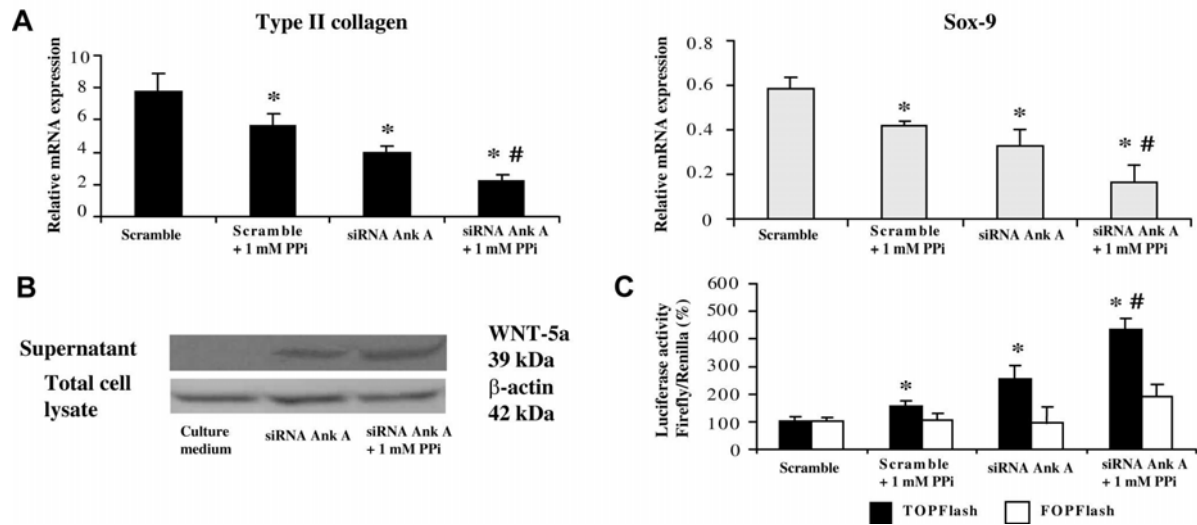 A
Type II collagen
Relative mRNA expression
10
8
6
4
2
0
*
*
* #
Scramble
Scramble
+ 1 mM PPi
siRNA Ank A
siRNA Ank A
+ 1 mM PPi
Sox-9
Relative mRNA expression
0.8
0.6
0.4
0.2
0
*
*
* #
Scramble
Scramble
+ 1 mM PPi
siRNA Ank A
siRNA Ank A
+ 1 mM PPi
B
Supernatant
Total cell
lysate
WNT-5a
39 kDa
β-actin
42 kDa
Culture
medium
siRNA Ank A
siRNA Ank A
+ 1 mM PPi
C
Luciferase activity
Firefly/Renilla (%)
600
500
400
300
200
100
0
*
*
* #
Scramble
Scramble
+ 1 mM PPi
siRNA Ank A
siRNA Ank A
+ 1 mM PPi
TOPFlash
FOPFlash